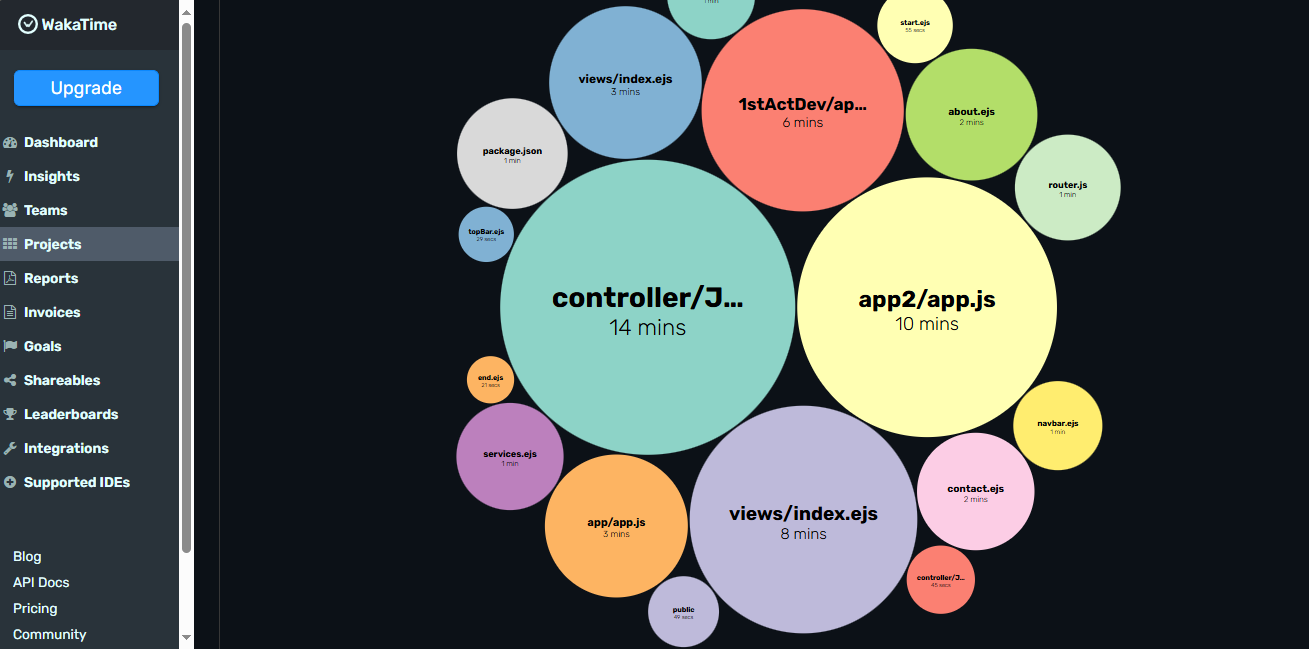 WakaTime
Upgrade
Dashboard
Insights
Teams
Projects
Reports
Invoices
Goals
Shareables
Leaderboards
Integrations
Supported IDEs
Blog
API Docs
Pricing
Community
1 min
start.ejs
55 secs
views/index.ejs
3 mins
1stActDev/ap...
6 mins
about.ejs
2 mins
package.json
1 min
router.js
1 min
topBar.ejs
29 secs
controller/J...
14 mins
app2/app.js
10 mins
end.ejs
21 secs
navbar.ejs
1 min
services.ejs
1 min
contact.ejs
2 mins
views/index.ejs
8 mins
app/app.js
3 mins
controller/J...
45 secs
public
49 secs